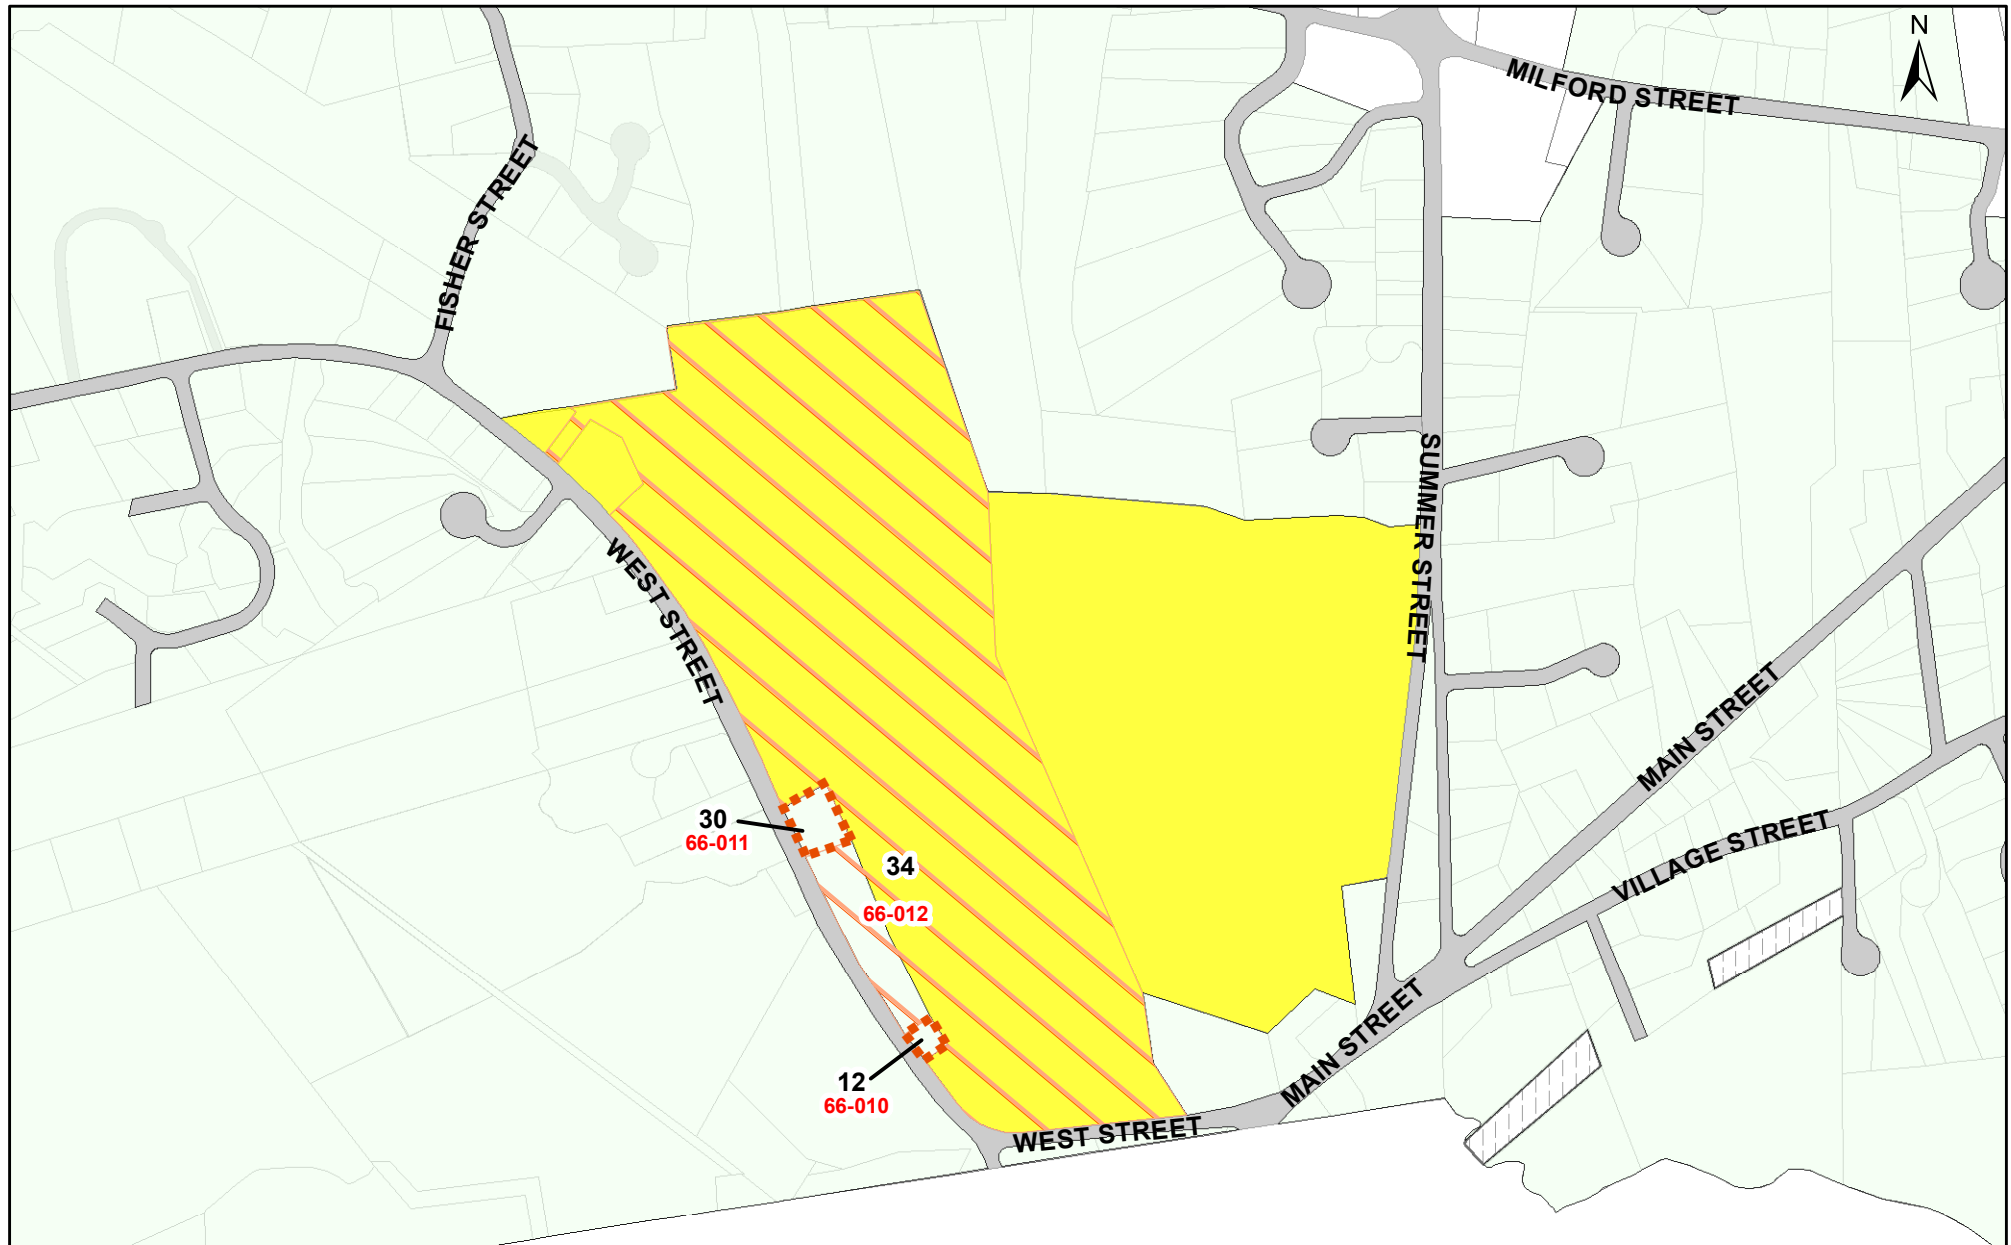 N
MILFORD STREET
FISHER STREET
SUMMER STREET
WEST STREET
MAIN STREET
30
66-011
VILLAGE STREET
34
66-012
MAIN STREET
12
66-010
WEST STREET